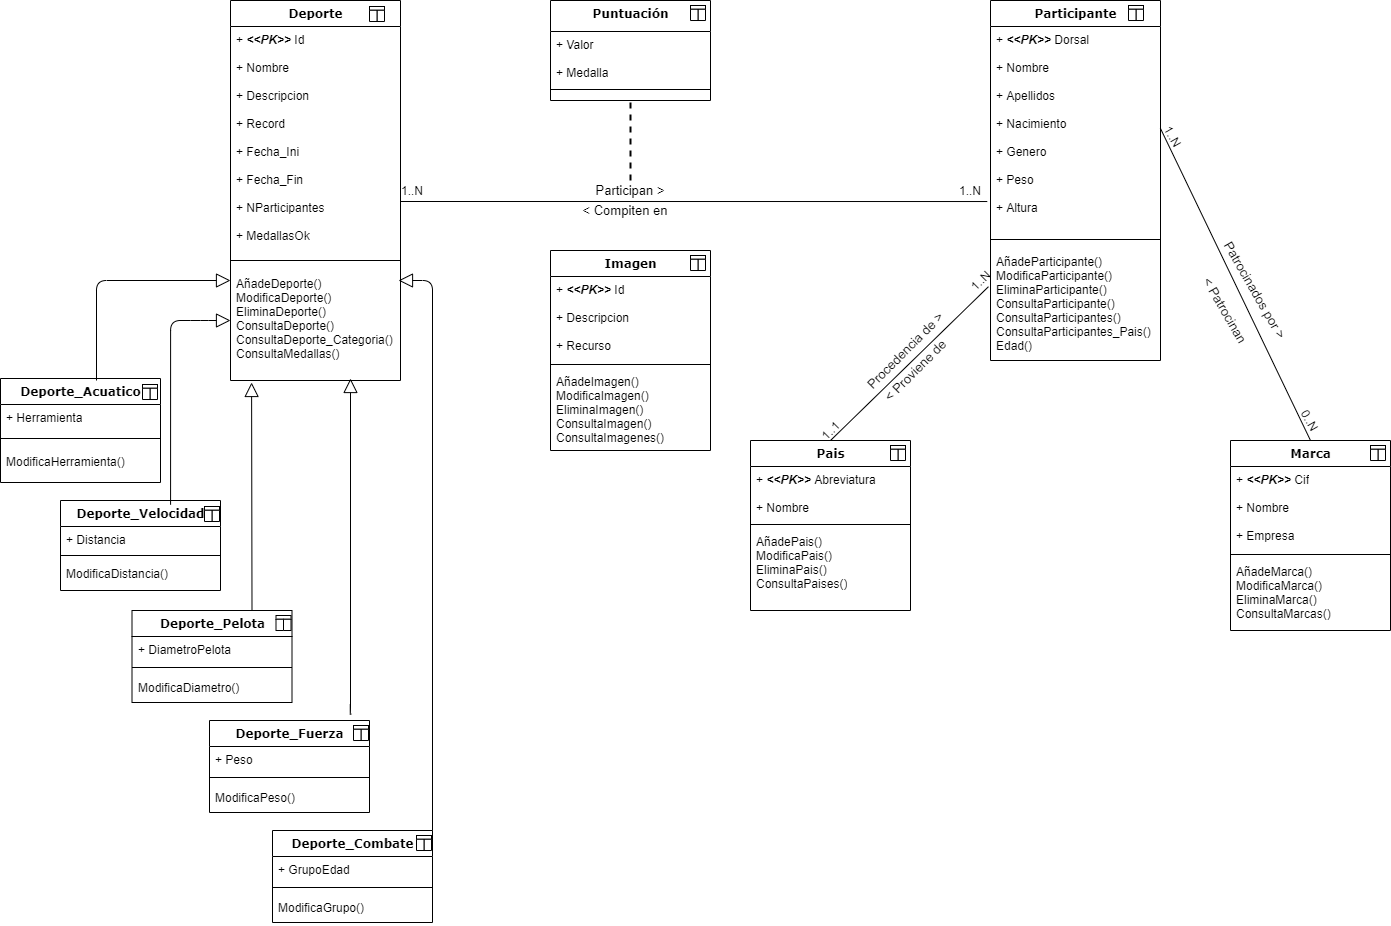 Deporte
+ <<PK>> Id
+ Nombre
+ Descripcion
+ Record
+ Fecha_Ini
+ Fecha_Fin
+ NParticipantes
+ MedallasOk
AñadeDeporte()
ModificaDeporte()
EliminaDeporte()
ConsultaDeporte()
ConsultaDeporte_Categoria()
ConsultaMedallas()
Puntuación
+ Valor
+ Medalla
Participante
+ <<PK>> Dorsal
+ Nombre
+ Apellidos
+ Nacimiento
+ Genero
+ Peso
+ Altura
AñadeParticipante()
ModificaParticipante()
EliminaParticipante()
ConsultaParticipante()
ConsultaParticipantes()
ConsultaParticipantes_Pais()
Edad()
1..N
Participan >
< Compiten en
1..N
Imagen
+ <<PK>> Id
+ Descripcion
+ Recurso
AñadeImagen()
ModificaImagen()
EliminaImagen()
ConsultaImagen()
ConsultaImagenes()
1..N
Procedencia de >
< Proviene de
1..1
1..N
Patrocinados por >
< Patrocinan
0..N
Pais
+ <<PK>> Abreviatura
+ Nombre
AñadePais()
ModificaPais()
EliminaPais()
ConsultaPaises()
Marca
+ <<PK>> Cif
+ Nombre
+ Empresa
AñadeMarca()
ModificaMarca()
EliminaMarca()
ConsultaMarcas()
Deporte_Acuatico
+ Herramienta
ModificaHerramienta()
Deporte_Velocidad
+ Distancia
ModificaDistancia()
Deporte_Pelota
+ DiametroPelota
ModificaDiametro()
Deporte_Fuerza
+ Peso
ModificaPeso()
Deporte_Combate
+ GrupoEdad
ModificaGrupo()